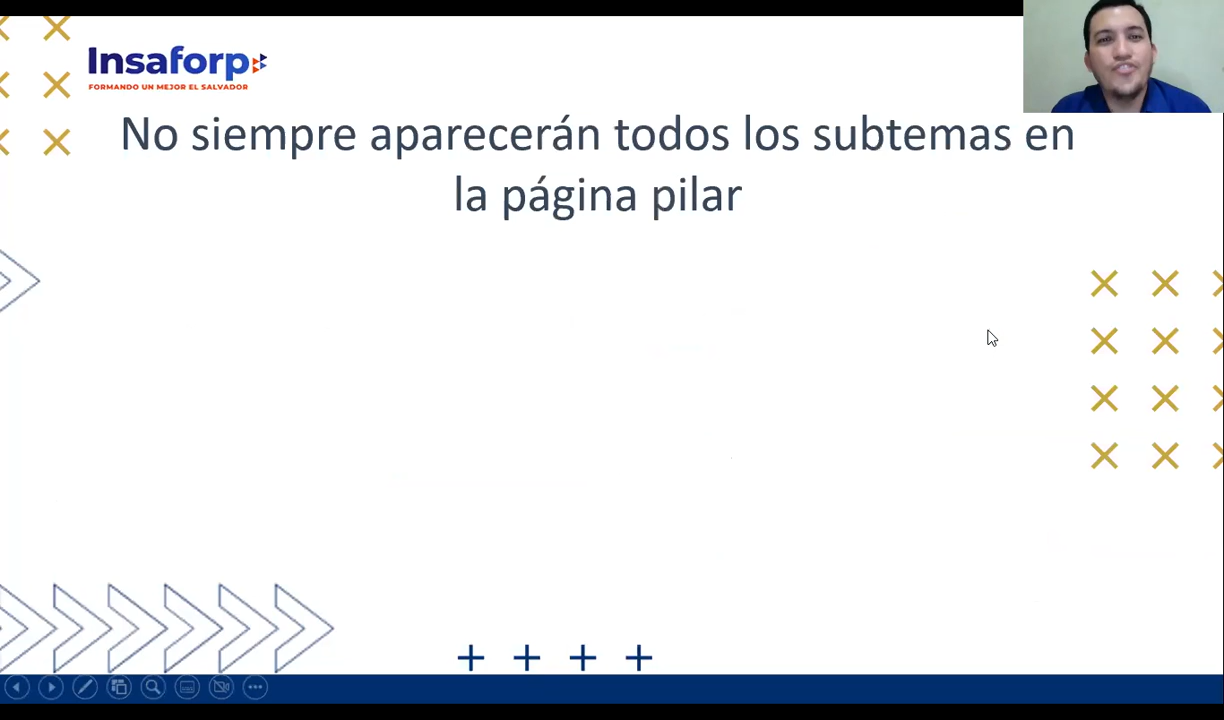 Insaforp
FORMANDO UN MEJOR EL SALVADOR
No siempre aparecerán todos los subtemas en
la página pilar